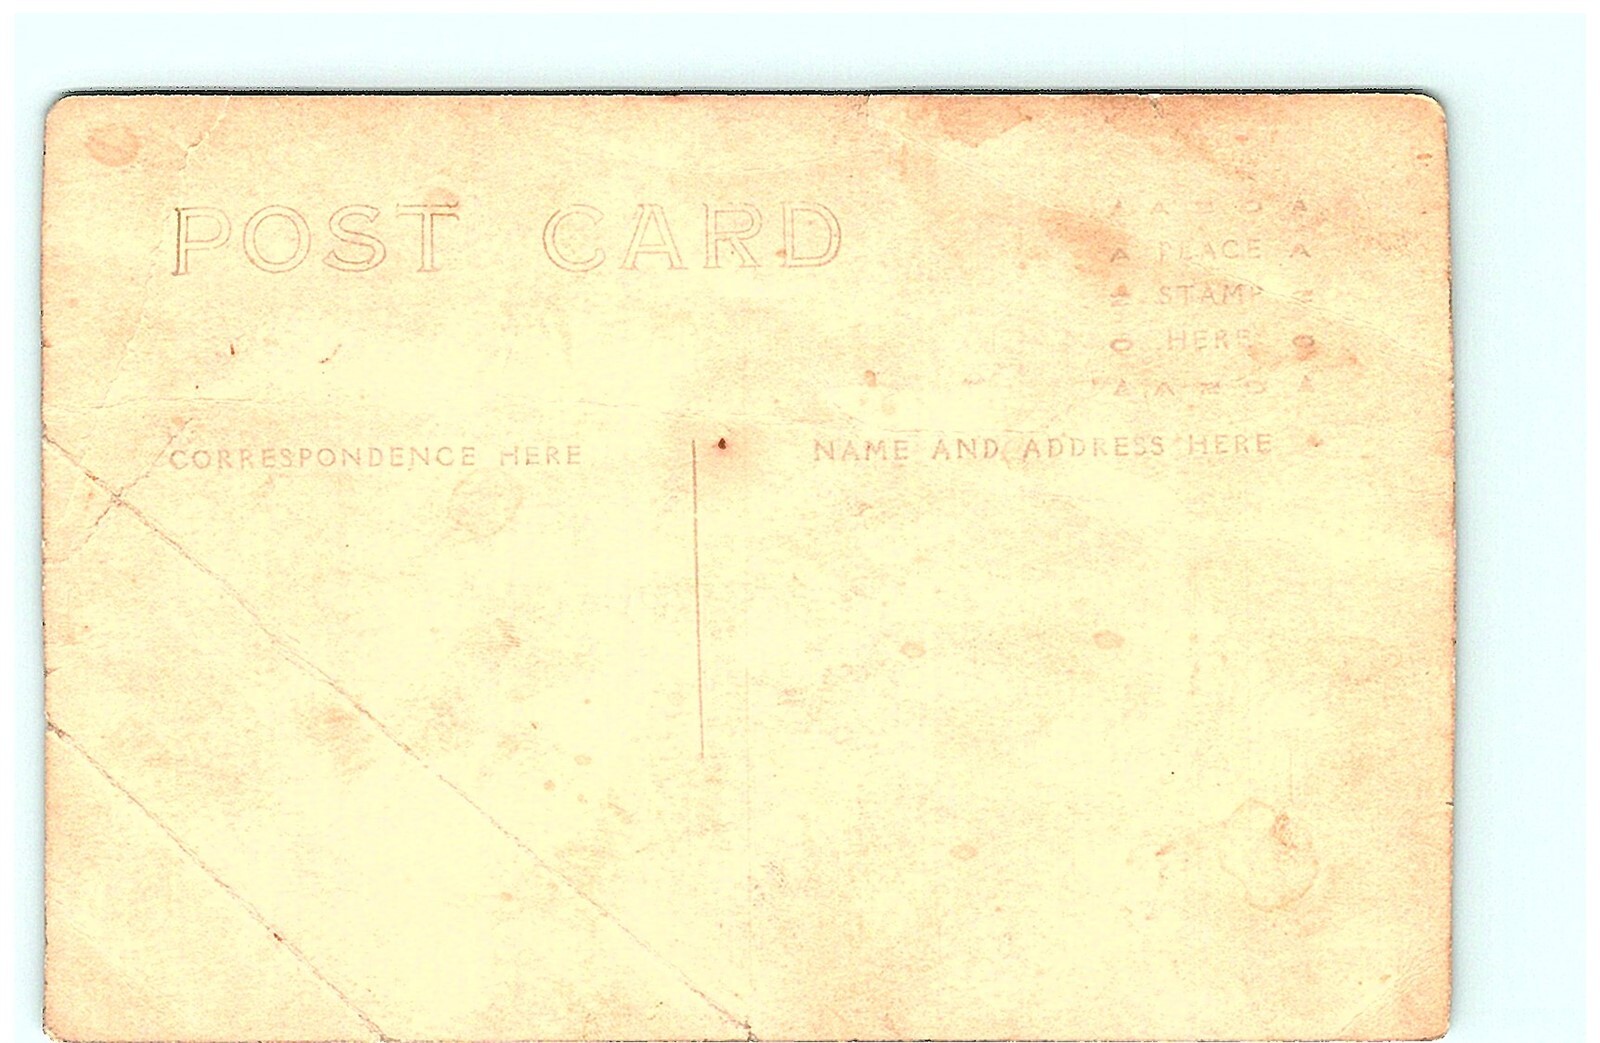 POST CARD
PLACE
STAMP
HERE
CORRESPONDENCE HERE
NAME AND ADDRESS HERE